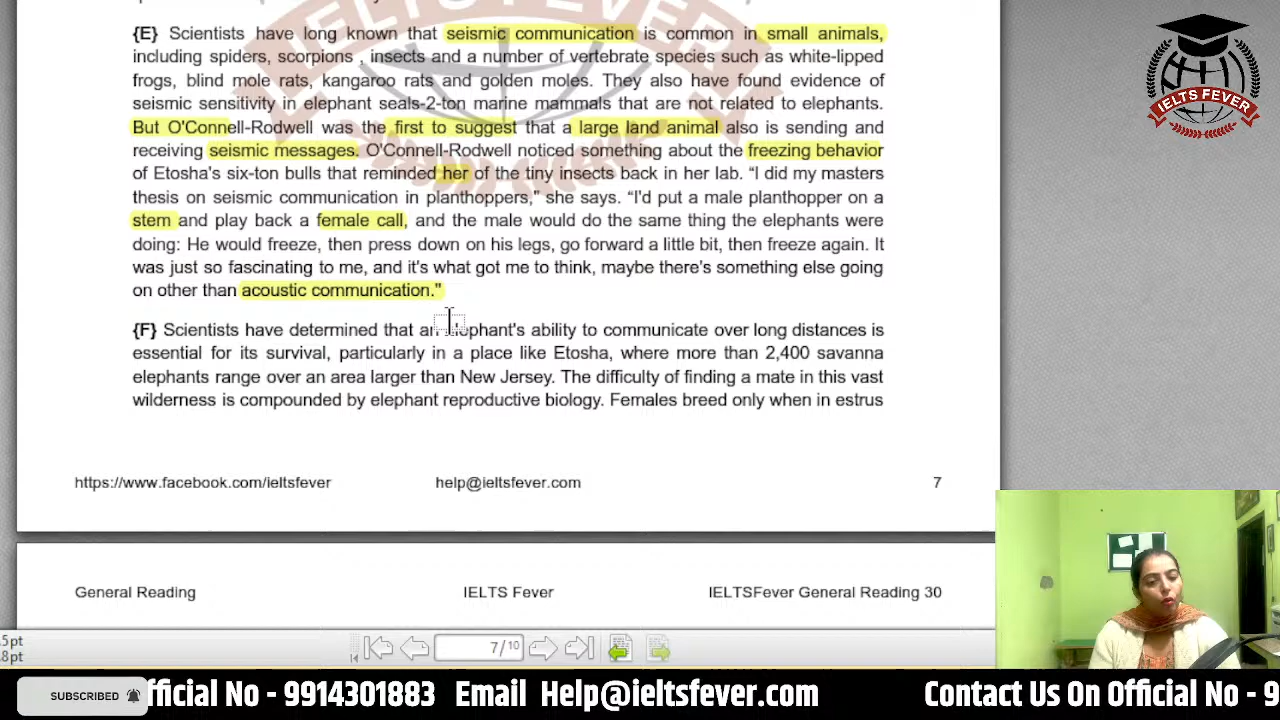 {E} Scientists have long known that seismic communication is common in small animals,
including spiders, scorpions , insects and a number of vertebrate species such as white-lipped
frogs, blind mole rats, kangaroo rats and golden moles. They also have found evidence of
seismic sensitivity in elephant seals-2-ton marine mammals that are not related to elephants.
But O'Connell-Rodwell was the first to suggest that a large land animal also is sending and
receiving seismic messages. O'Connell-Rodwell noticed something about the freezing behavior
of Etosha's six-ton bulls that reminded her of the tiny insects back in her lab. “I did my masters
thesis on seismic communication in planthoppers,” she says. “I'd put a male planthopper on a
stem and play back a female call, and the male would do the same thing the elephants were
doing: He would freeze, then press down on his legs, go forward a little bit, then freeze again. It
was just so fascinating to me, and it's what got me to think, maybe there's something else going
on other than acoustic communication.”
{F} Scientists have determined that an elephant's ability to communicate over long distances is
essential for its survival, particularly in a place like Etosha, where more than 2,400 savanna
elephants range over an area larger than New Jersey. The difficulty of finding a mate in this vast
wilderness is compounded by elephant reproductive biology. Females breed only when in estrus
https://www.facebook.com/ieltsfever help@ieltsfever.com 7
General Reading IELTS Fever IELTSFever General Reading 30
IELTS FEVER
5pt
8pt
7/10
SUBSCRIBED
fficial No - 9914301883 Email Help@ieltsfever.com Contact Us On Official No - 9